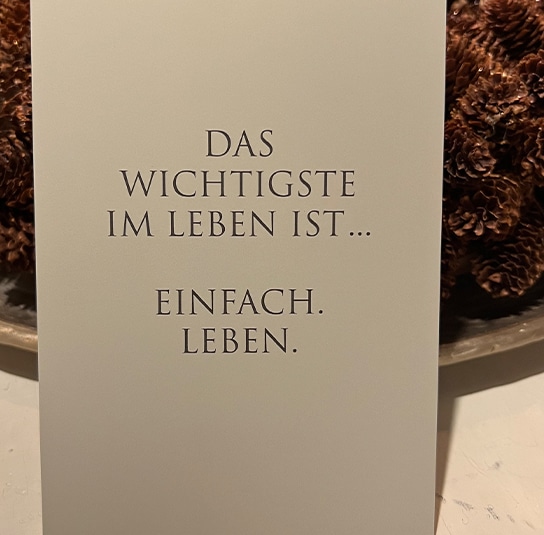 DAS
WICHTIGSTE
IM LEBEN IST...
EINFACH.
LEBEN.